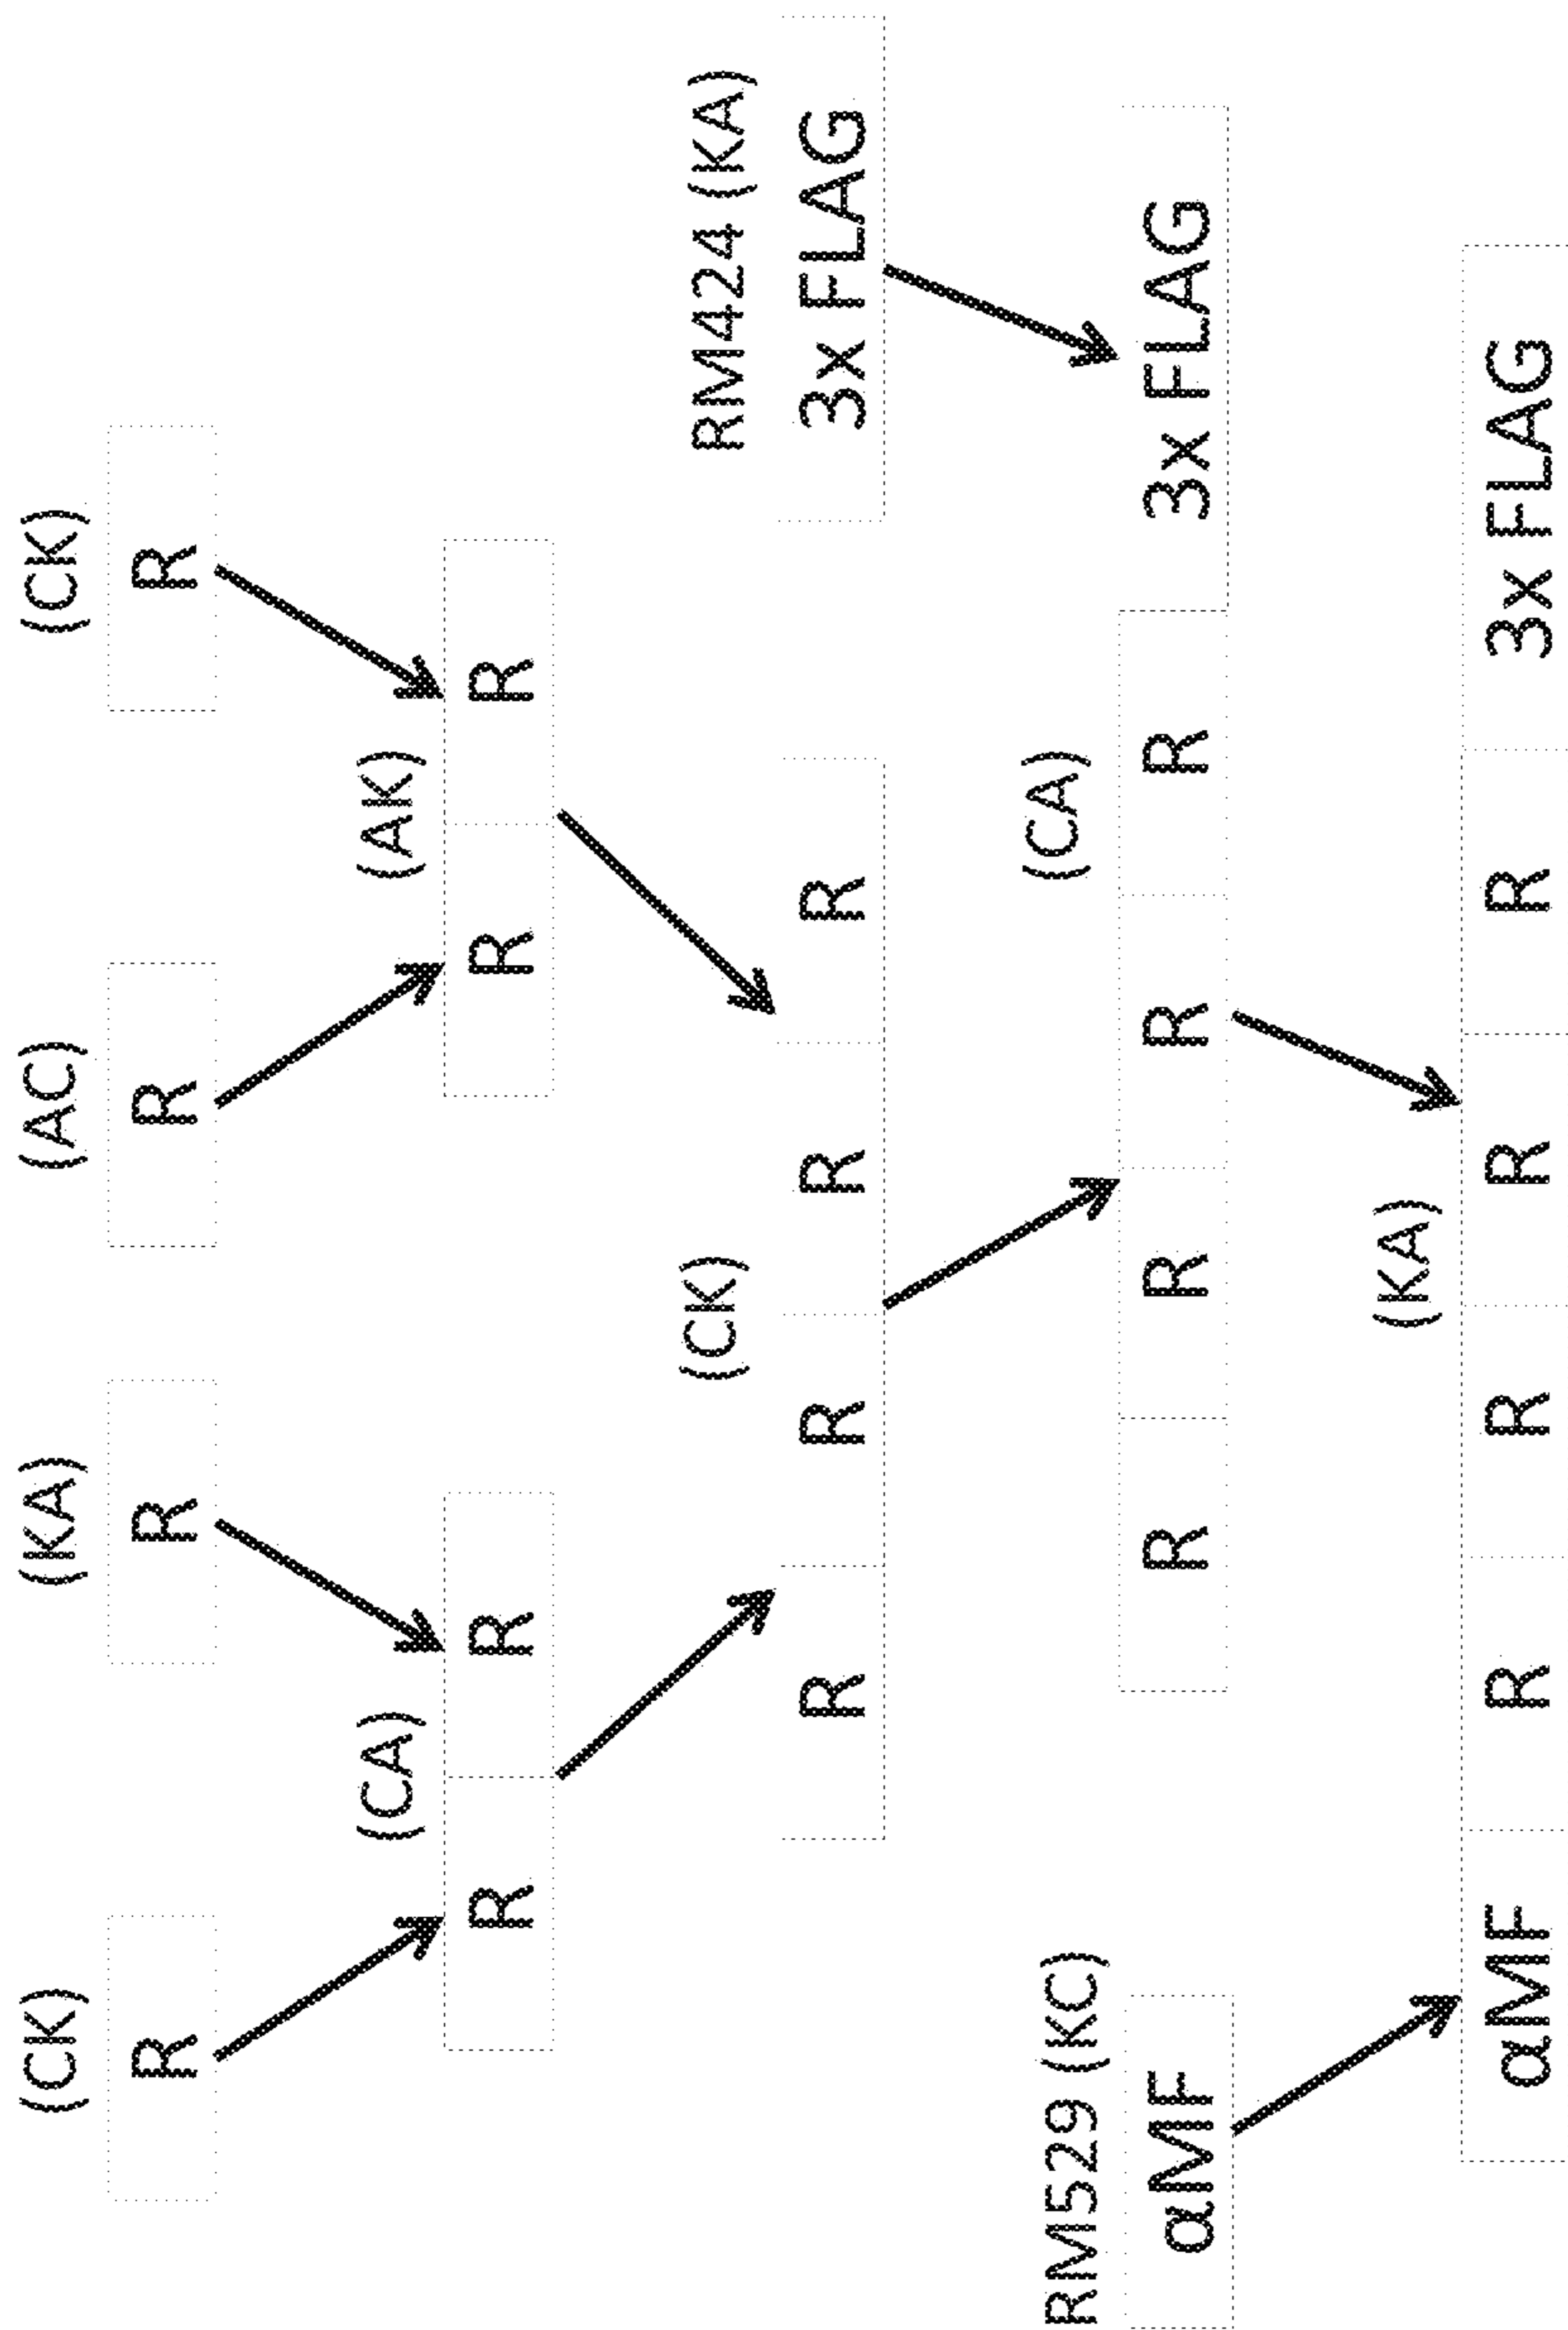 (CK) (KA) (AC) (CK)
R R R R
(CA) (AK)
R R R R
(CK) RM424 (KA)
R R R R 3x FLAG
RM529 (KC) (CA)
αMF R R R R 3x FLAG
(KA)
αMF R R R R 3x FLAG